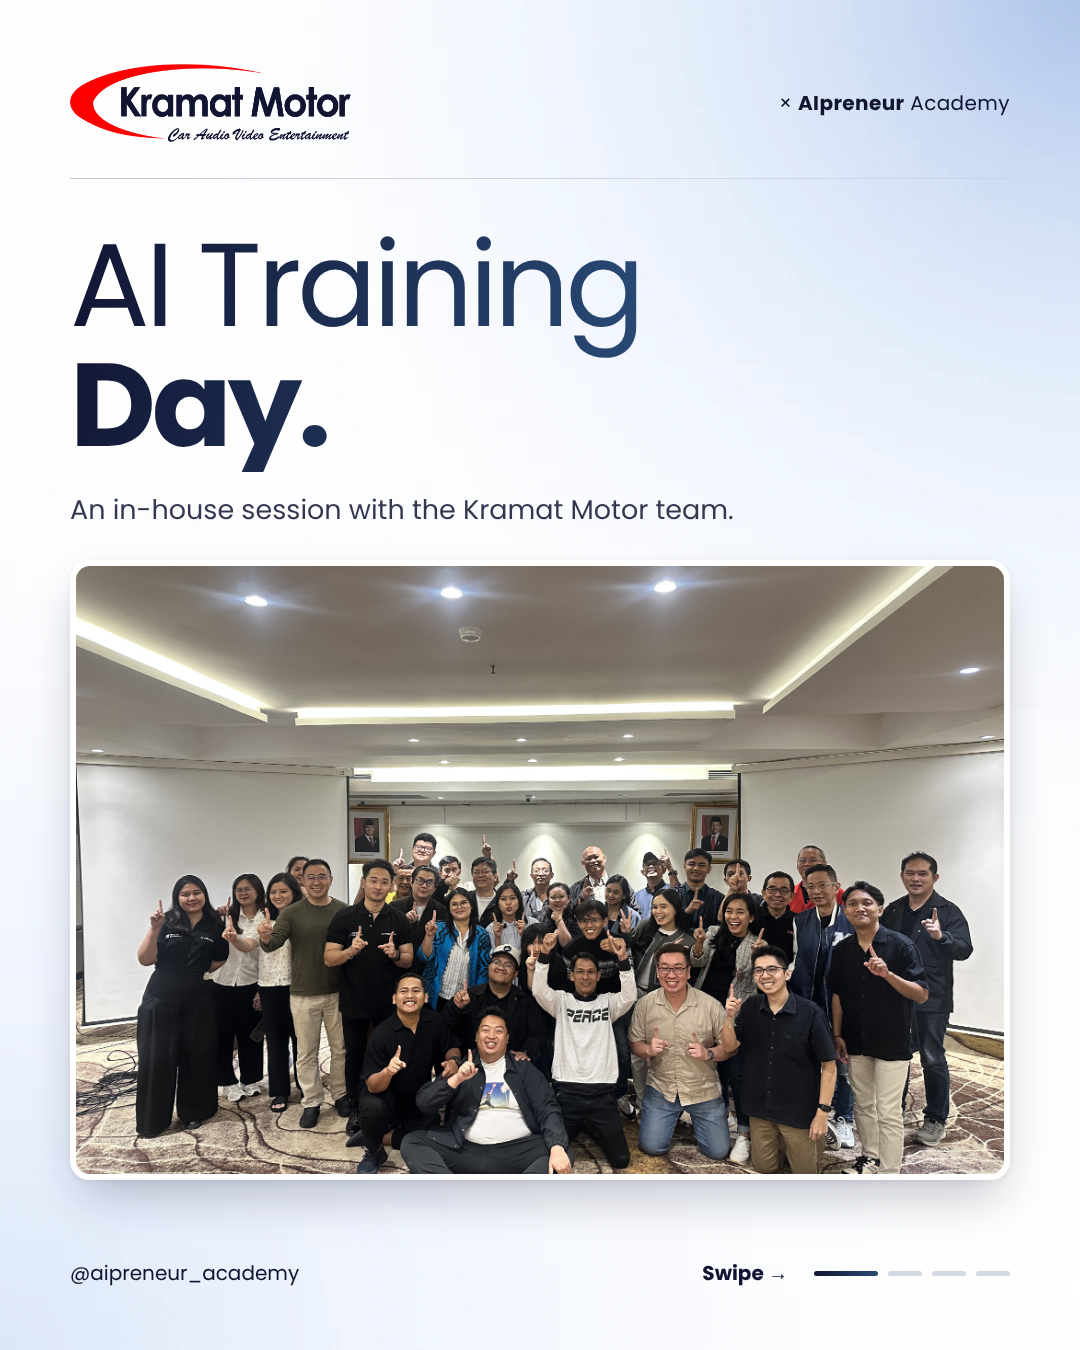 Kramat Motor
Car Audio Video Entertainment
× AIpreneur Academy
AI Training
Day.
An in-house session with the Kramat Motor team.
PEACE
@aipreneur_academy
Swipe →